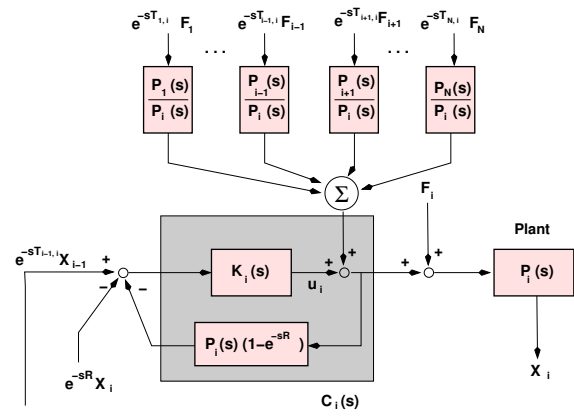 e^{-sT_{1,i}} F_1 e^{-sT_{i-1,i}} F_{i-1} e^{-sT_{i+1,i}} F_{i+1} e^{-sT_{N,i}} F_N
... ...
P_1(s) P_{i-1}(s) P_{i+1}(s) P_N(s)
P_i(s) P_i(s) P_i(s) P_i(s)
Σ
F_i
Plant
e^{-sT_{i-1,i}} X_{i-1} + K_i(s) u_i + + + + P_i(s)
− −
P_i(s) (1−e^{-sR})
e^{-sR} X_i
X_i
C_i(s)